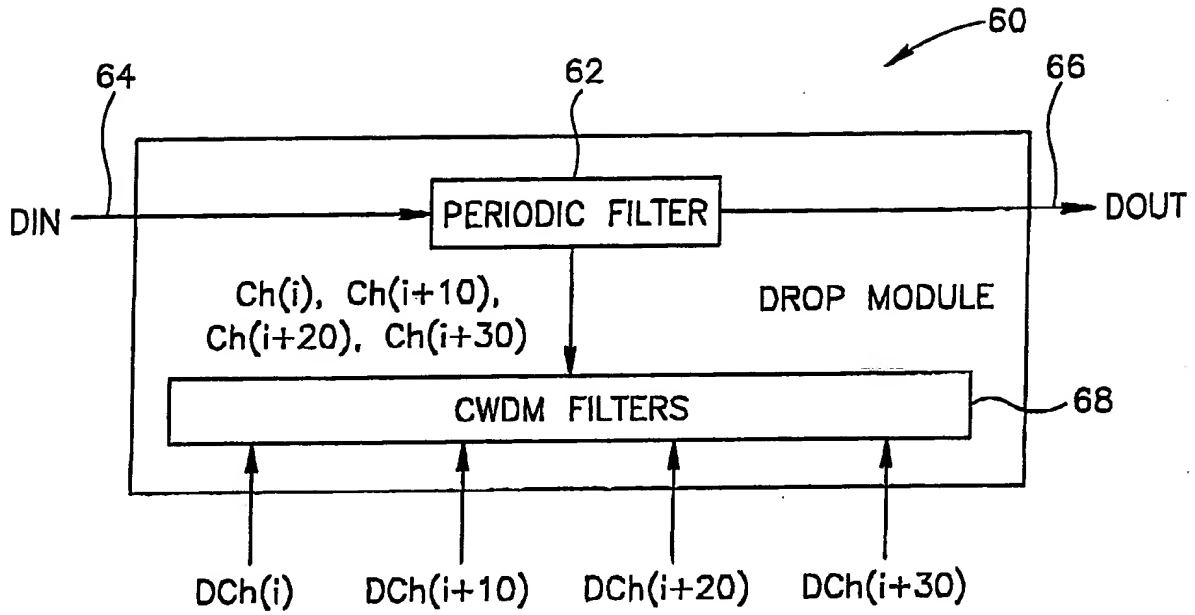 60
64
62
66
DIN
PERIODIC FILTER
DOUT
Ch(i), Ch(i+10),
Ch(i+20), Ch(i+30)
DROP MODULE
CWDM FILTERS
68
DCh(i)
DCh(i+10)
DCh(i+20)
DCh(i+30)